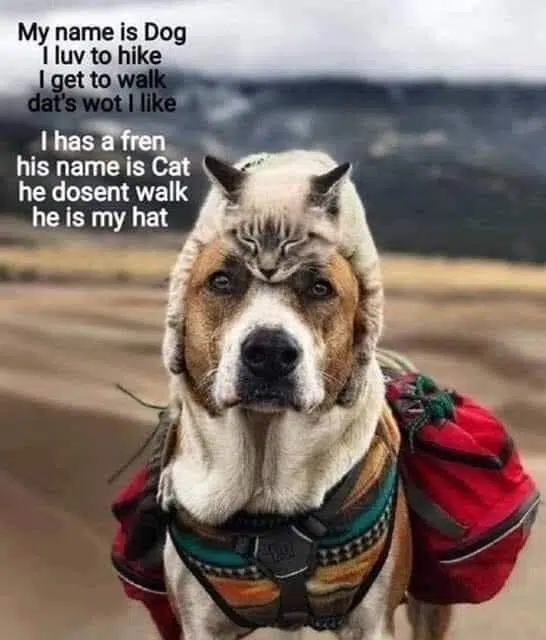 My name is Dog
I luv to hike
I get to walk
dat's wot I like
I has a fren
his name is Cat
he dosent walk
he is my hat